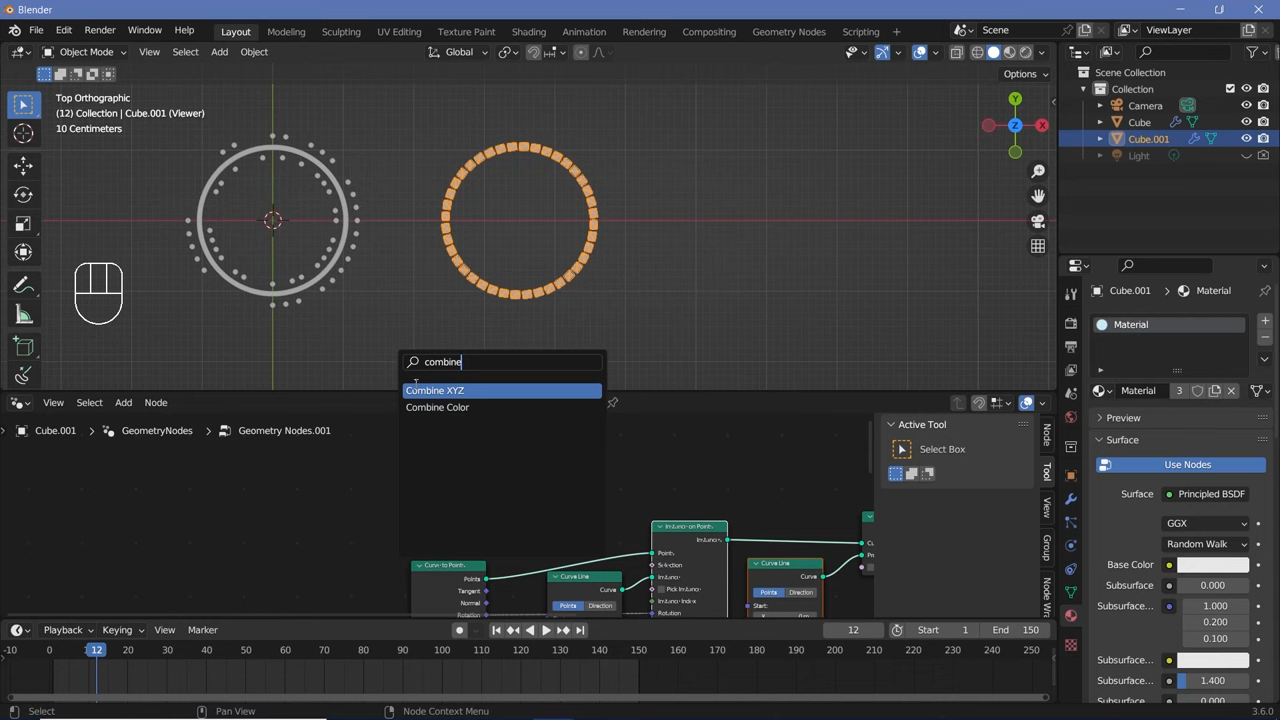 Blender
File Edit Render Window Help Layout Modeling Sculpting UV Editing Texture Paint Shading Animation Rendering Compositing Geometry Nodes Scripting Scene ViewLayer
Object Mode View Select Add Object Global
Options
Top Orthographic
(12) Collection | Cube.001 (Viewer)
10 Centimeters
Y
Z
X
Scene Collection
Collection
Camera
Cube
Cube.001
Light
combine
Combine XYZ
Combine Color
View Select Add Node
Cube.001 GeometryNodes Geometry Nodes.001
Active Tool
Select Box
Node
Tool
View
Group
Curve to Points
Points
Tangent
Normal
Rotation
Curve Line
Curve
Points Direction
Instance on Points
Points
Selection
Instance
Pick Instance
Instance Index
Rotation
Curve Line
Curve
Points Direction
Start:
Cube.001 Material
Material
Material 3
Preview
Surface
Use Nodes
Surface Principled BSDF
GGX
Random Walk
Base Color
Subsurface 0.000
Subsurface... 1.000
0.200
0.100
Subsurface...
Subsurface... 1.400
Subsurface... 0.000
Playback Keying View Marker 12 Start 1 End 150
-10 0 12 20 30 40 50 60 70 80 90 100 110 120 130 140 150 160 170 180 190 200 210 220 230 240 250
Select Pan View Node Context Menu 3.6.0